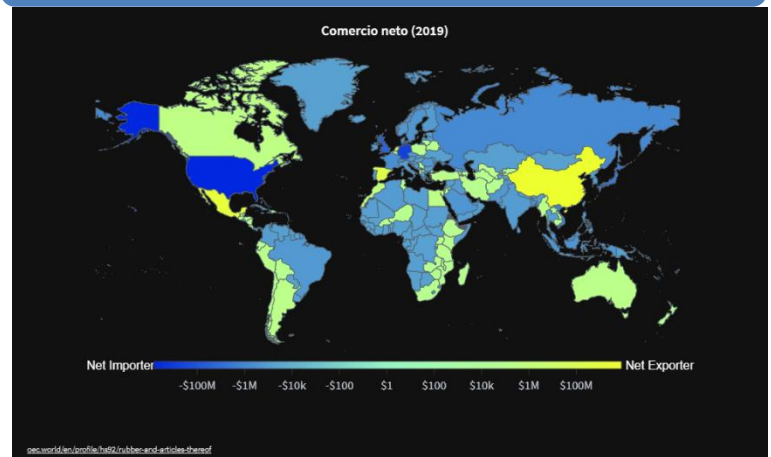 Comercio neto (2019)
Net Importer Net Exporter
-$100M -$1M -$10k -$100 $1 $100 $10k $1M $100M
oec.world/en/profile/hs92/rubber-and-articles-thereof